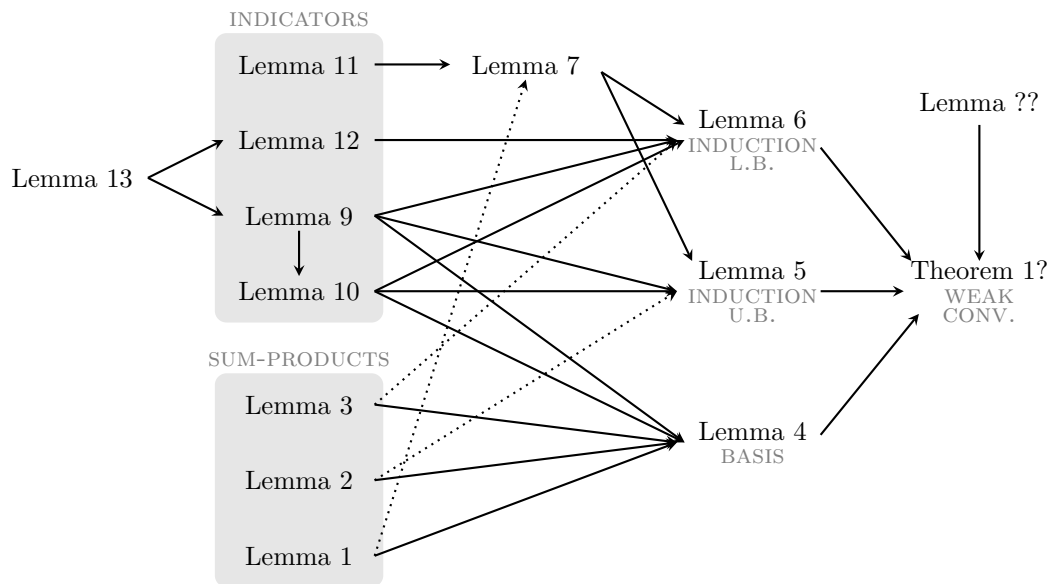 INDICATORS
Lemma 11
Lemma 7
Lemma ??
Lemma 6
INDUCTION
L.B.
Lemma 12
Lemma 13
Lemma 9
Lemma 10
Lemma 5
INDUCTION
U.B.
Theorem 1?
WEAK
CONV.
SUM-PRODUCTS
Lemma 3
Lemma 4
BASIS
Lemma 2
Lemma 1